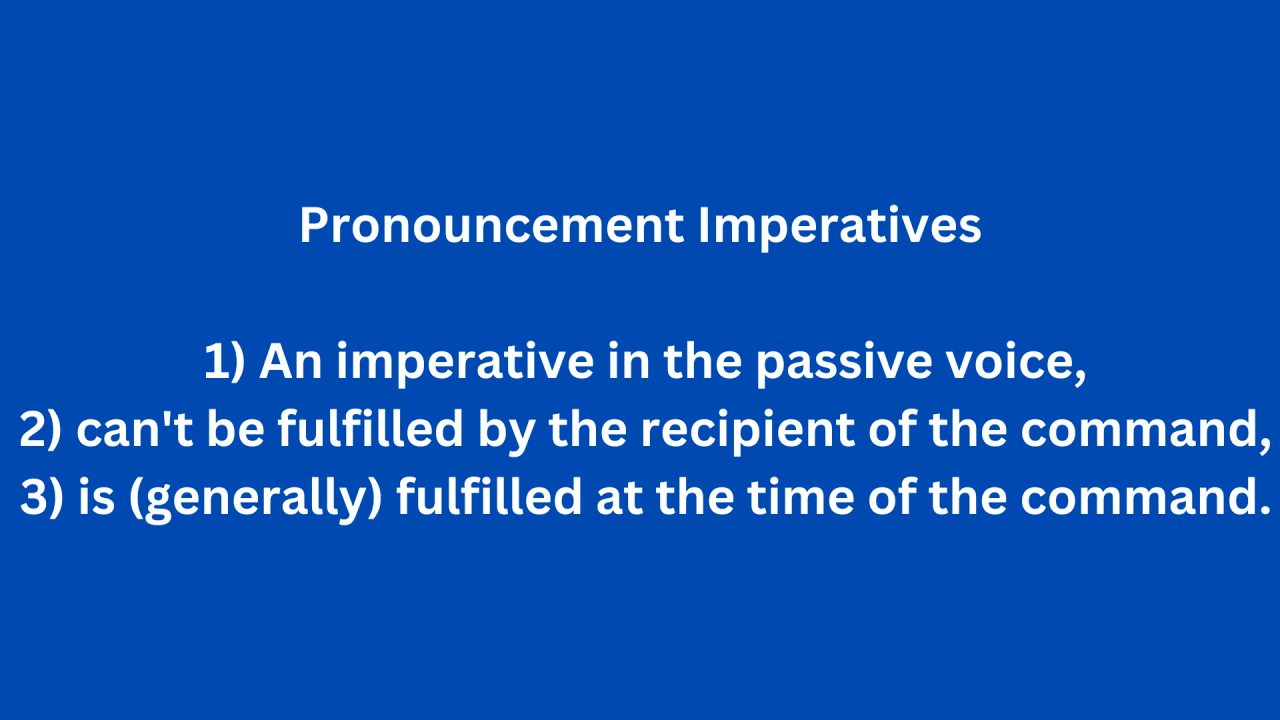 Pronouncement Imperatives
1) An imperative in the passive voice,
2) can't be fulfilled by the recipient of the command,
3) is (generally) fulfilled at the time of the command.